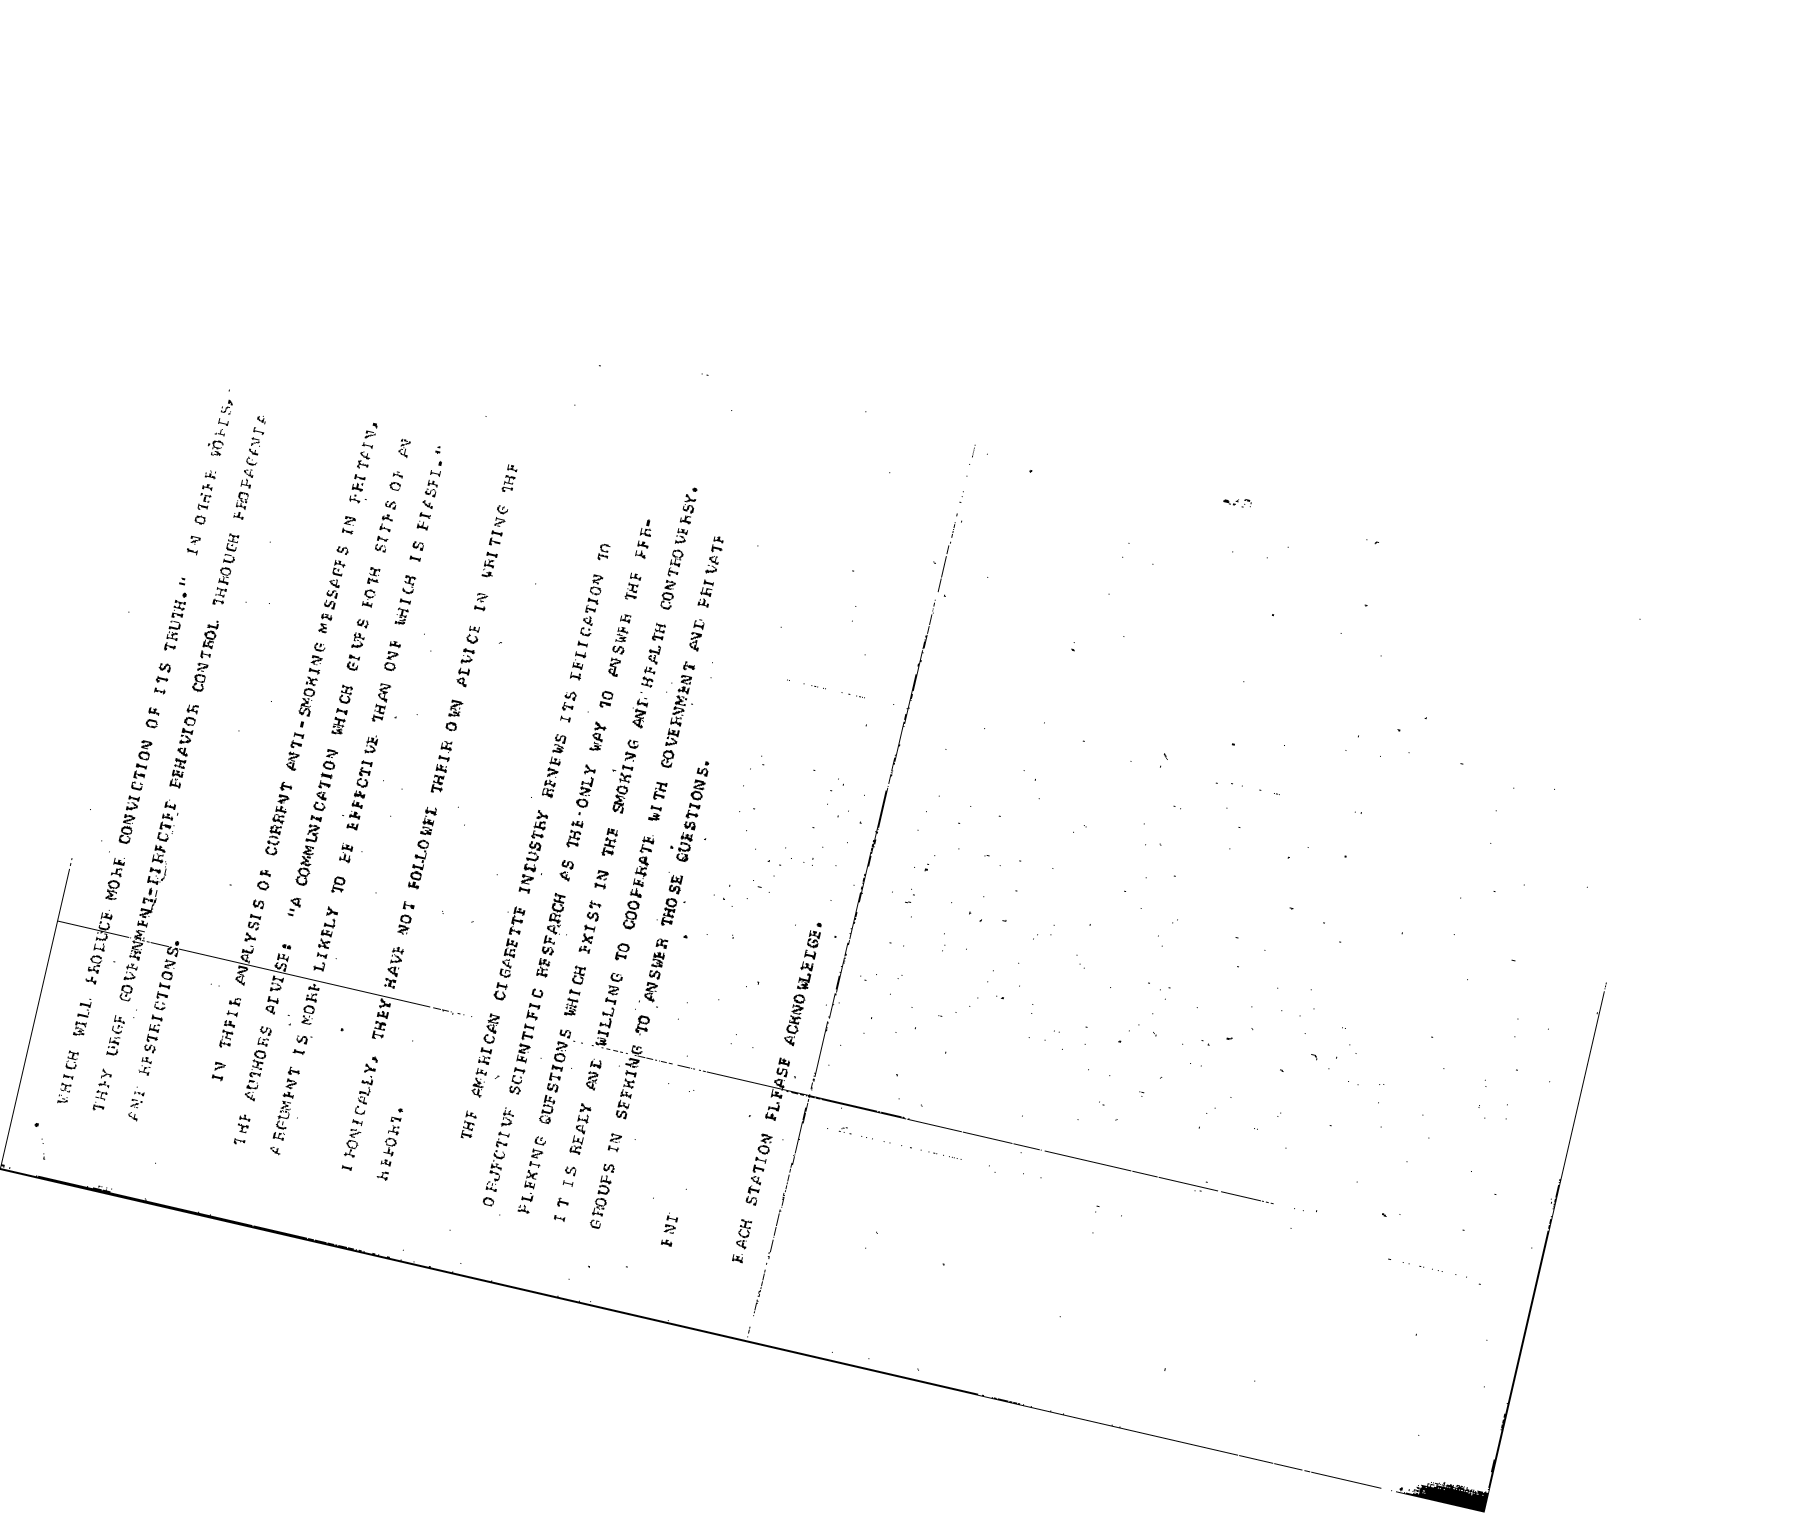 WHICH WILL PRODUCE MORE CONVICTION OF ITS TRUTH." IN OTHER WORDS,
THEY URGE GOVERNMENT-DIRECTED BEHAVIOR CONTROL THROUGH PROPAGANDA
AND RESTRICTIONS.
IN THEIR ANALYSIS OF CURRENT ANTI-SMOKING MESSAGES IN BRITAIN,
THE AUTHORS ADVISE: "A COMMUNICATION WHICH GIVES BOTH SIDES OF AN
ARGUMENT IS MORE LIKELY TO BE EFFECTIVE THAN ONE WHICH IS BIASED."
IRONICALLY, THEY HAVE NOT FOLLOWED THEIR OWN ADVICE IN WRITING THE
REPORT.
THE AMERICAN CIGARETTE INDUSTRY RENEWS ITS DEDICATION TO
OBJECTIVE SCIENTIFIC RESEARCH AS THE ONLY WAY TO ANSWER THE PER-
PLEXING QUESTIONS WHICH EXIST IN THE SMOKING AND HEALTH CONTROVERSY.
IT IS READY AND WILLING TO COOPERATE WITH GOVERNMENT AND PRIVATE
GROUPS IN SEEKING TO ANSWER THOSE QUESTIONS.
END
EACH STATION PLEASE ACKNOWLEDGE.